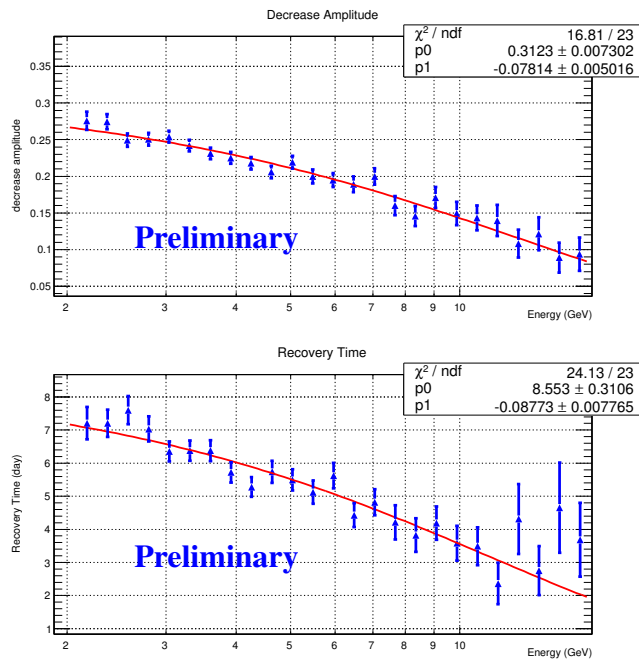 Decrease Amplitude
χ² / ndf 16.81 / 23
p0 0.3123 ± 0.007302
p1 -0.07814 ± 0.005016
decrease amplitude
0.35
0.3
0.25
0.2
0.15
0.1
0.05
Preliminary
2 3 4 5 6 7 8 9 10
Energy (GeV)
Recovery Time
χ² / ndf 24.13 / 23
p0 8.553 ± 0.3106
p1 -0.08773 ± 0.007765
Recovery Time (day)
8
7
6
5
4
3
2
1
Preliminary
2 3 4 5 6 7 8 9 10
Energy (GeV)